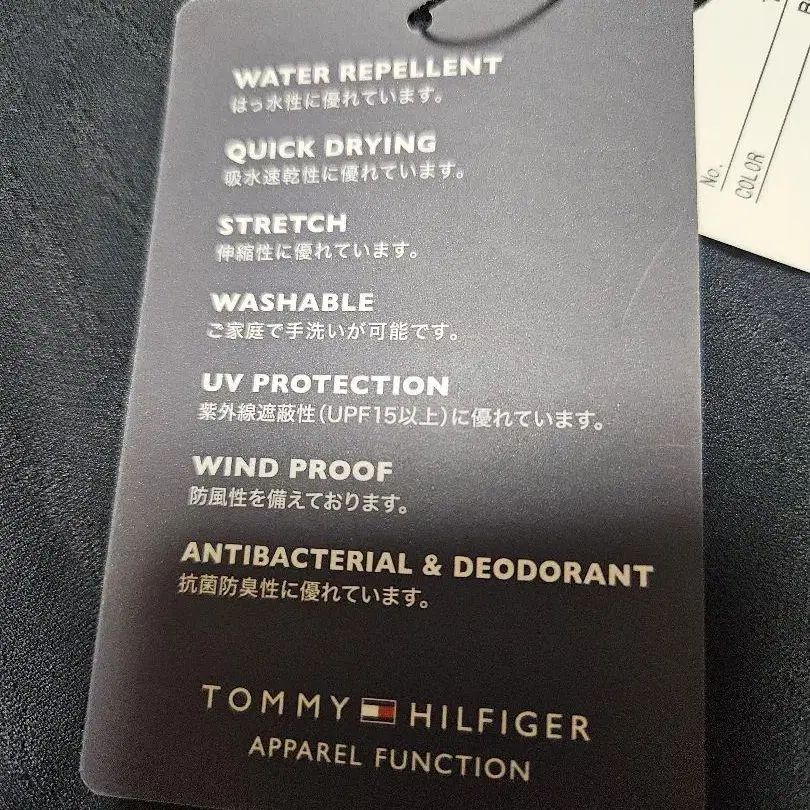 WATER REPELLENT
はっ水性に優れています。
QUICK DRYING
吸水速乾性に優れています。
STRETCH
伸縮性に優れています。
WASHABLE
ご家庭で手洗いが可能です。
UV PROTECTION
紫外線遮蔽性(UPF15以上)に優れています。
WIND PROOF
防風性を備えております。
ANTIBACTERIAL & DEODORANT
抗菌防臭性に優れています。
TOMMY HILFIGER
APPAREL FUNCTION
No.
COLOR